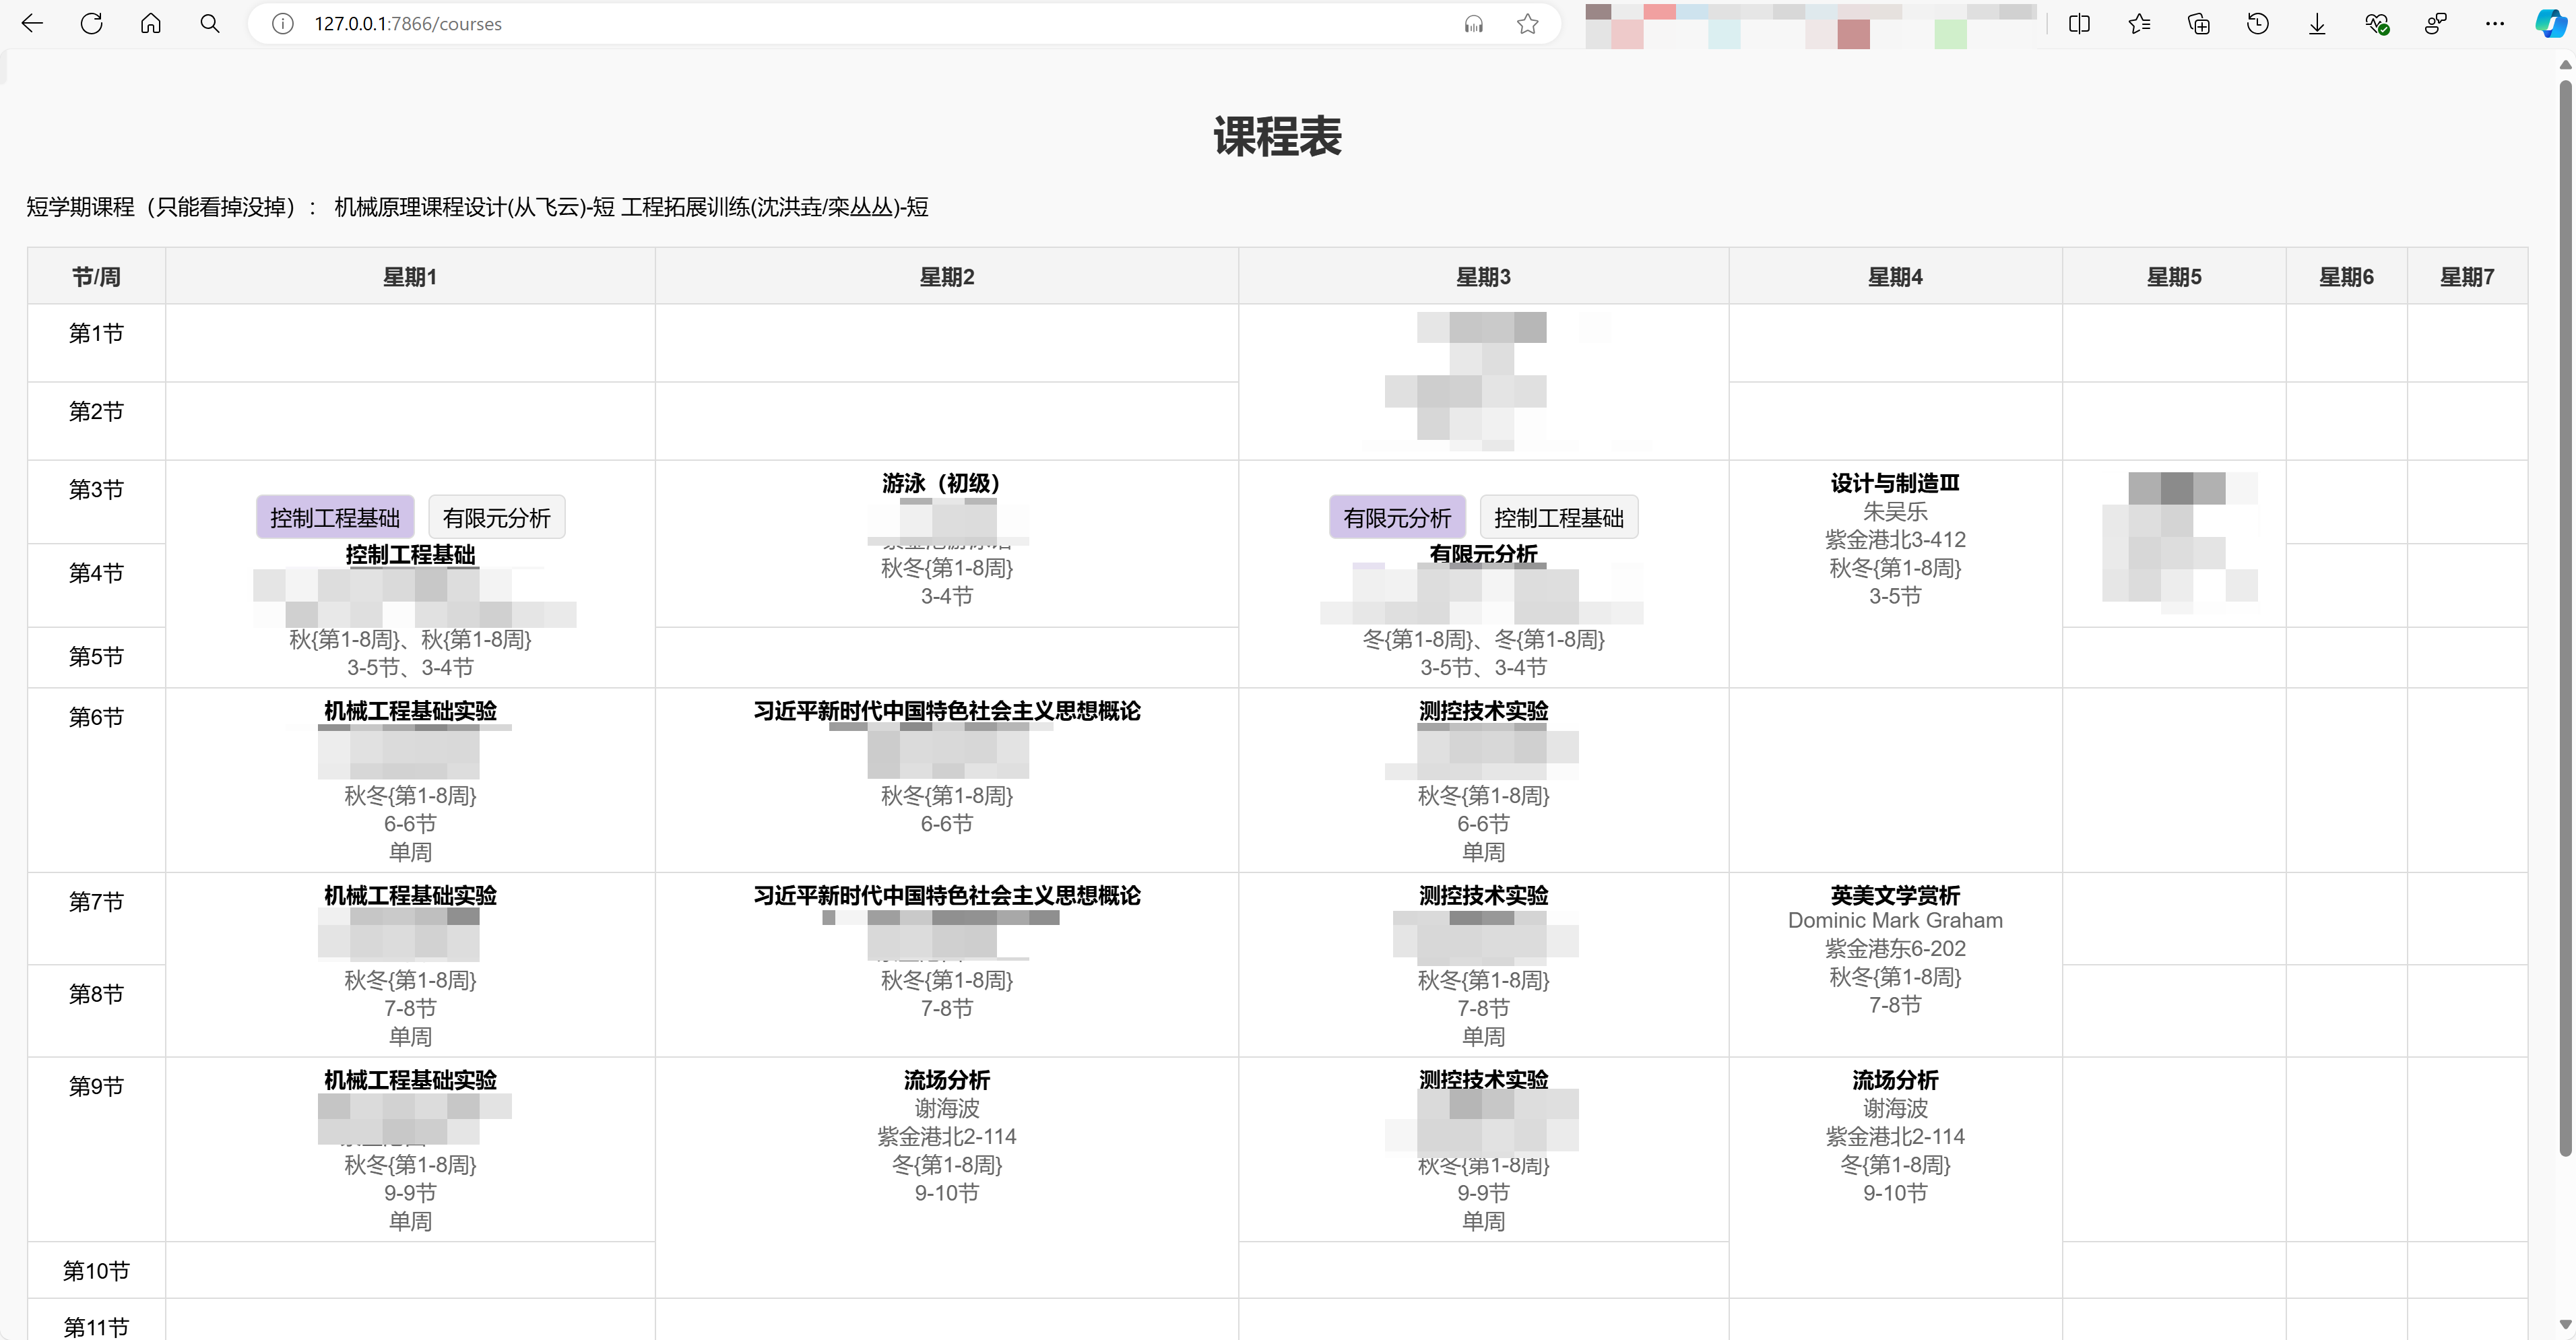 127.0.0.1:7866/courses
课程表
短学期课程（只能看掉没掉）： 机械原理课程设计(从飞云)-短 工程拓展训练(沈洪垚/栾丛丛)-短
节/周 星期1 星期2 星期3 星期4 星期5 星期6 星期7
第1节
第2节
第3节
控制工程基础 有限元分析
控制工程基础
秋{第1-8周}、秋{第1-8周}
3-5节、3-4节
游泳（初级）
秋冬{第1-8周}
3-4节
有限元分析 控制工程基础
有限元分析
冬{第1-8周}、冬{第1-8周}
3-5节、3-4节
设计与制造Ⅲ
朱吴乐
紫金港北3-412
秋冬{第1-8周}
3-5节
第4节
第5节
第6节
机械工程基础实验
秋冬{第1-8周}
6-6节
单周
习近平新时代中国特色社会主义思想概论
秋冬{第1-8周}
6-6节
测控技术实验
秋冬{第1-8周}
6-6节
单周
第7节
机械工程基础实验
秋冬{第1-8周}
7-8节
单周
习近平新时代中国特色社会主义思想概论
秋冬{第1-8周}
7-8节
测控技术实验
秋冬{第1-8周}
7-8节
单周
英美文学赏析
Dominic Mark Graham
紫金港东6-202
秋冬{第1-8周}
7-8节
第8节
第9节
机械工程基础实验
秋冬{第1-8周}
9-9节
单周
流场分析
谢海波
紫金港北2-114
冬{第1-8周}
9-10节
测控技术实验
秋冬{第1-8周}
9-9节
单周
流场分析
谢海波
紫金港北2-114
冬{第1-8周}
9-10节
第10节
第11节